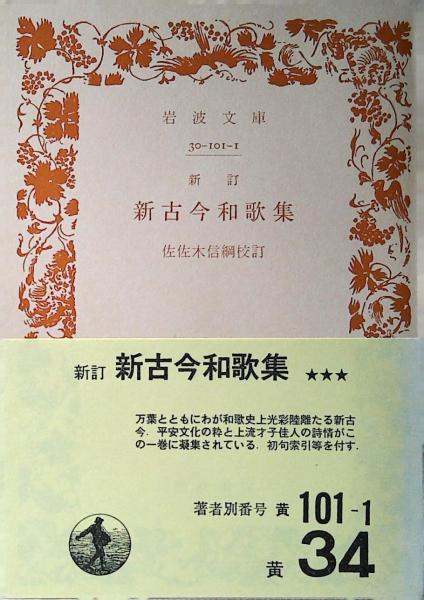 岩波文庫
30-101-1
新訂
新古今和歌集
佐佐木信綱校訂
新訂 新古今和歌集 ★★★
万葉とともにわが和歌史上光彩陸離たる新古
今．平安文化の粋と上流才子佳人の詩情がこ
の一巻に凝集されている．初句索引等を付す．
著者別番号 黄 101-1
黄 34